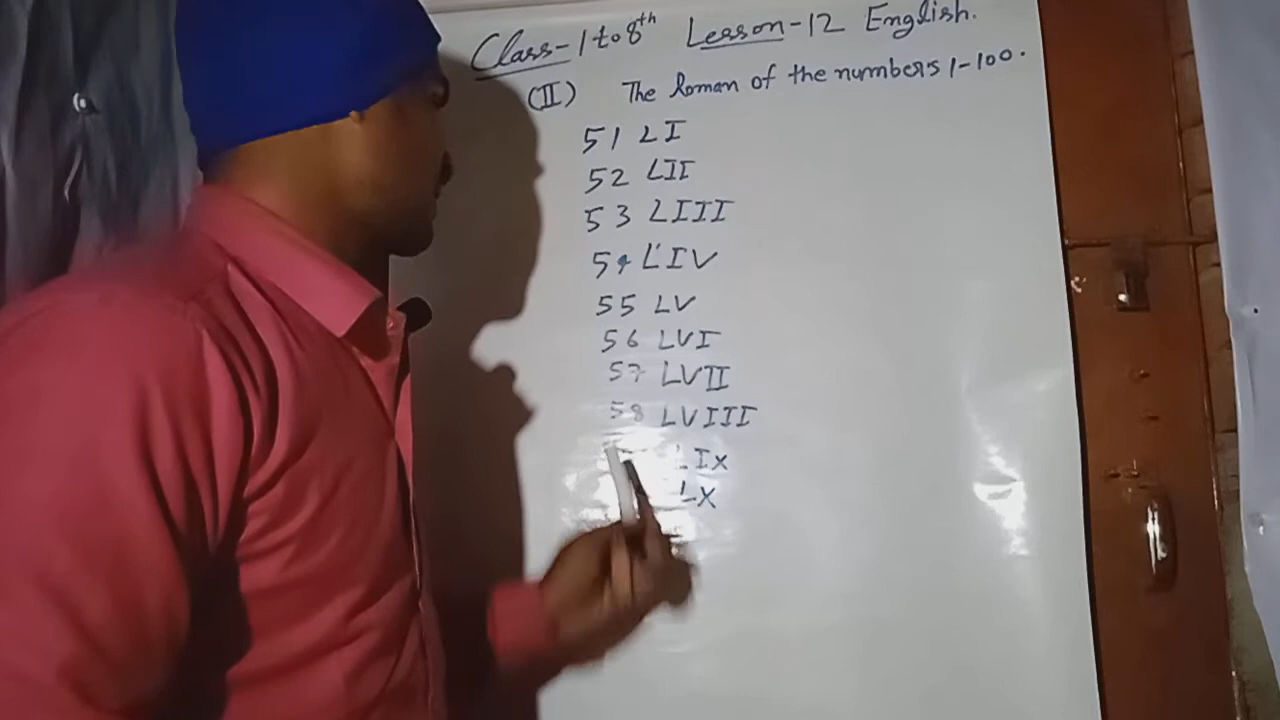 Class-1 to 8th Lesson-12 English.
(II) The Roman of the numbers 1-100.
51 LI
52 LII
53 LIII
54 LIV
55 LV
56 LVI
57 LVII
58 LVIII
LIX
LX